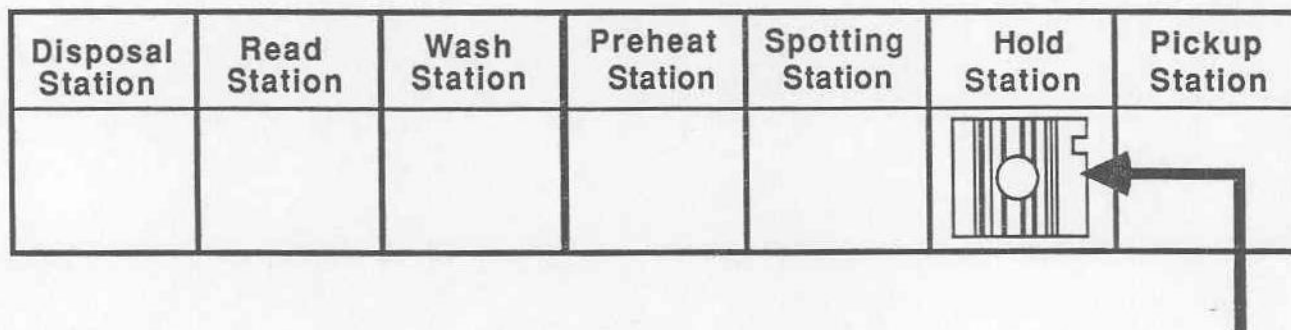 Disposal Station
Read Station
Wash Station
Preheat Station
Spotting Station
Hold Station
Pickup Station